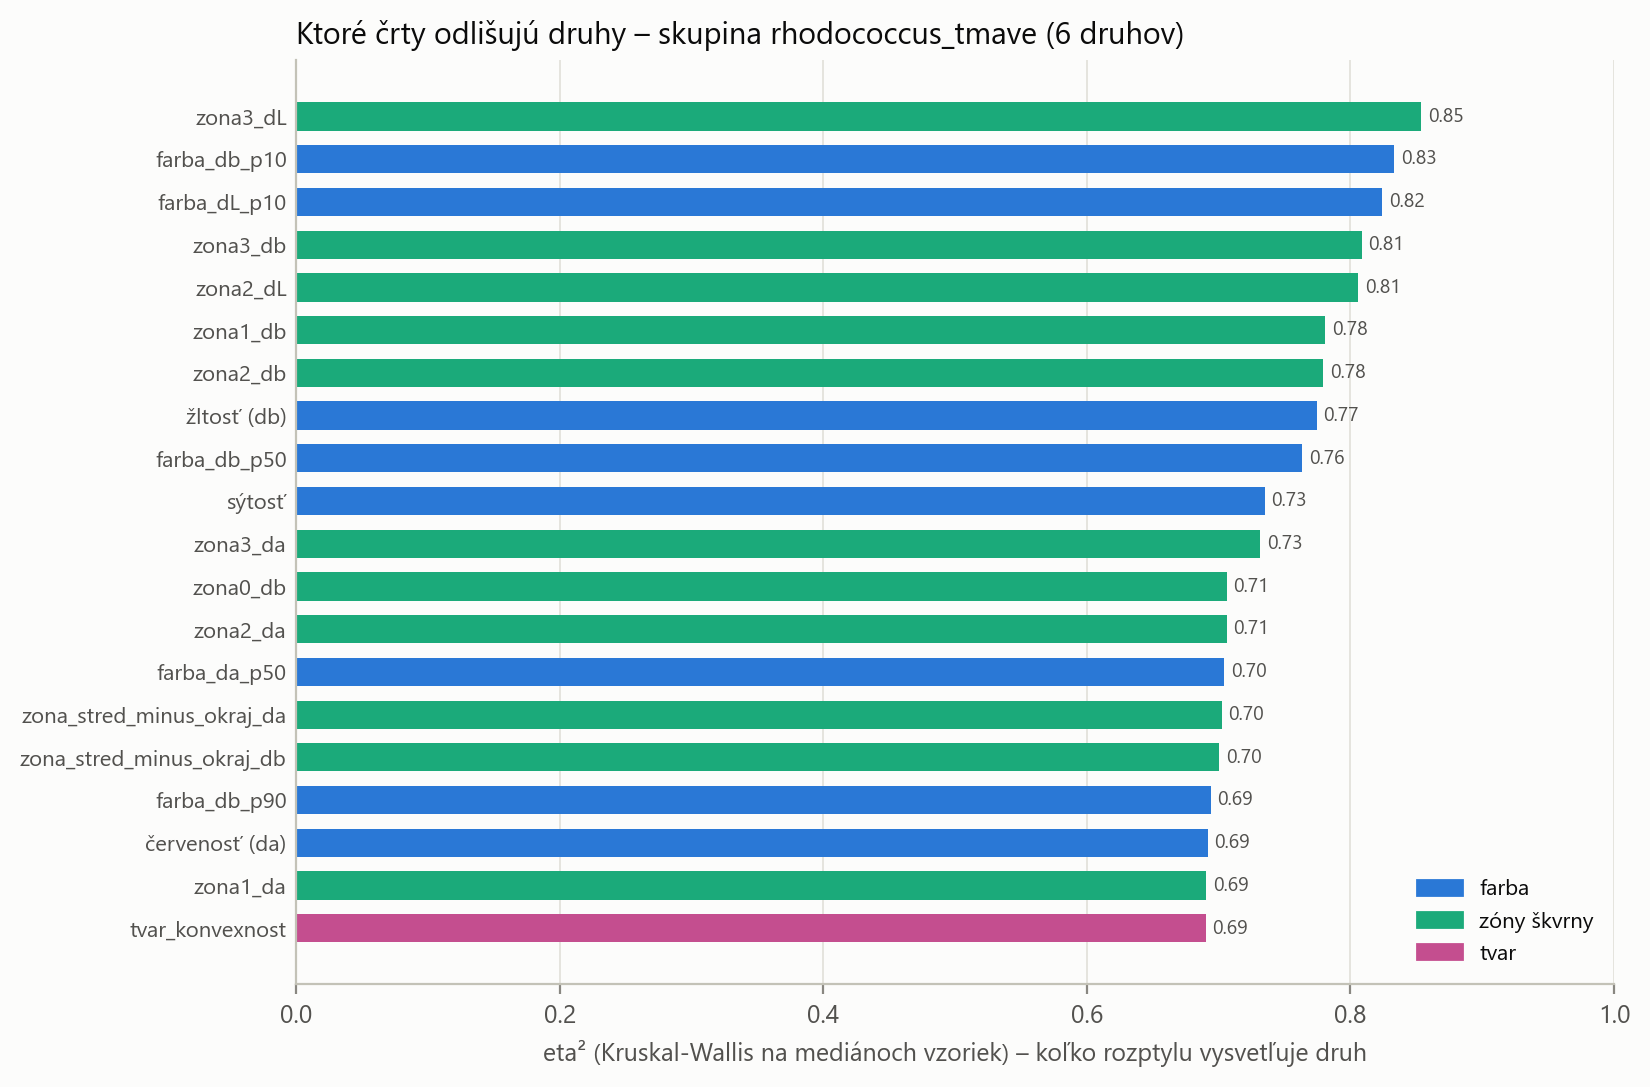 Ktoré črty odlišujú druhy – skupina rhodococcus_tmave (6 druhov)
zona3_dL 0.85
farba_db_p10 0.83
farba_dL_p10 0.82
zona3_db 0.81
zona2_dL 0.81
zona1_db 0.78
zona2_db 0.78
žltosť (db) 0.77
farba_db_p50 0.76
sýtosť 0.73
zona3_da 0.73
zona0_db 0.71
zona2_da 0.71
farba_da_p50 0.70
zona_stred_minus_okraj_da 0.70
zona_stred_minus_okraj_db 0.70
farba_db_p90 0.69
červenosť (da) 0.69
zona1_da 0.69
tvar_konvexnost 0.69
farba
zóny škvrny
tvar
0.0 0.2 0.4 0.6 0.8 1.0
eta² (Kruskal-Wallis na mediánoch vzoriek) – koľko rozptylu vysvetľuje druh